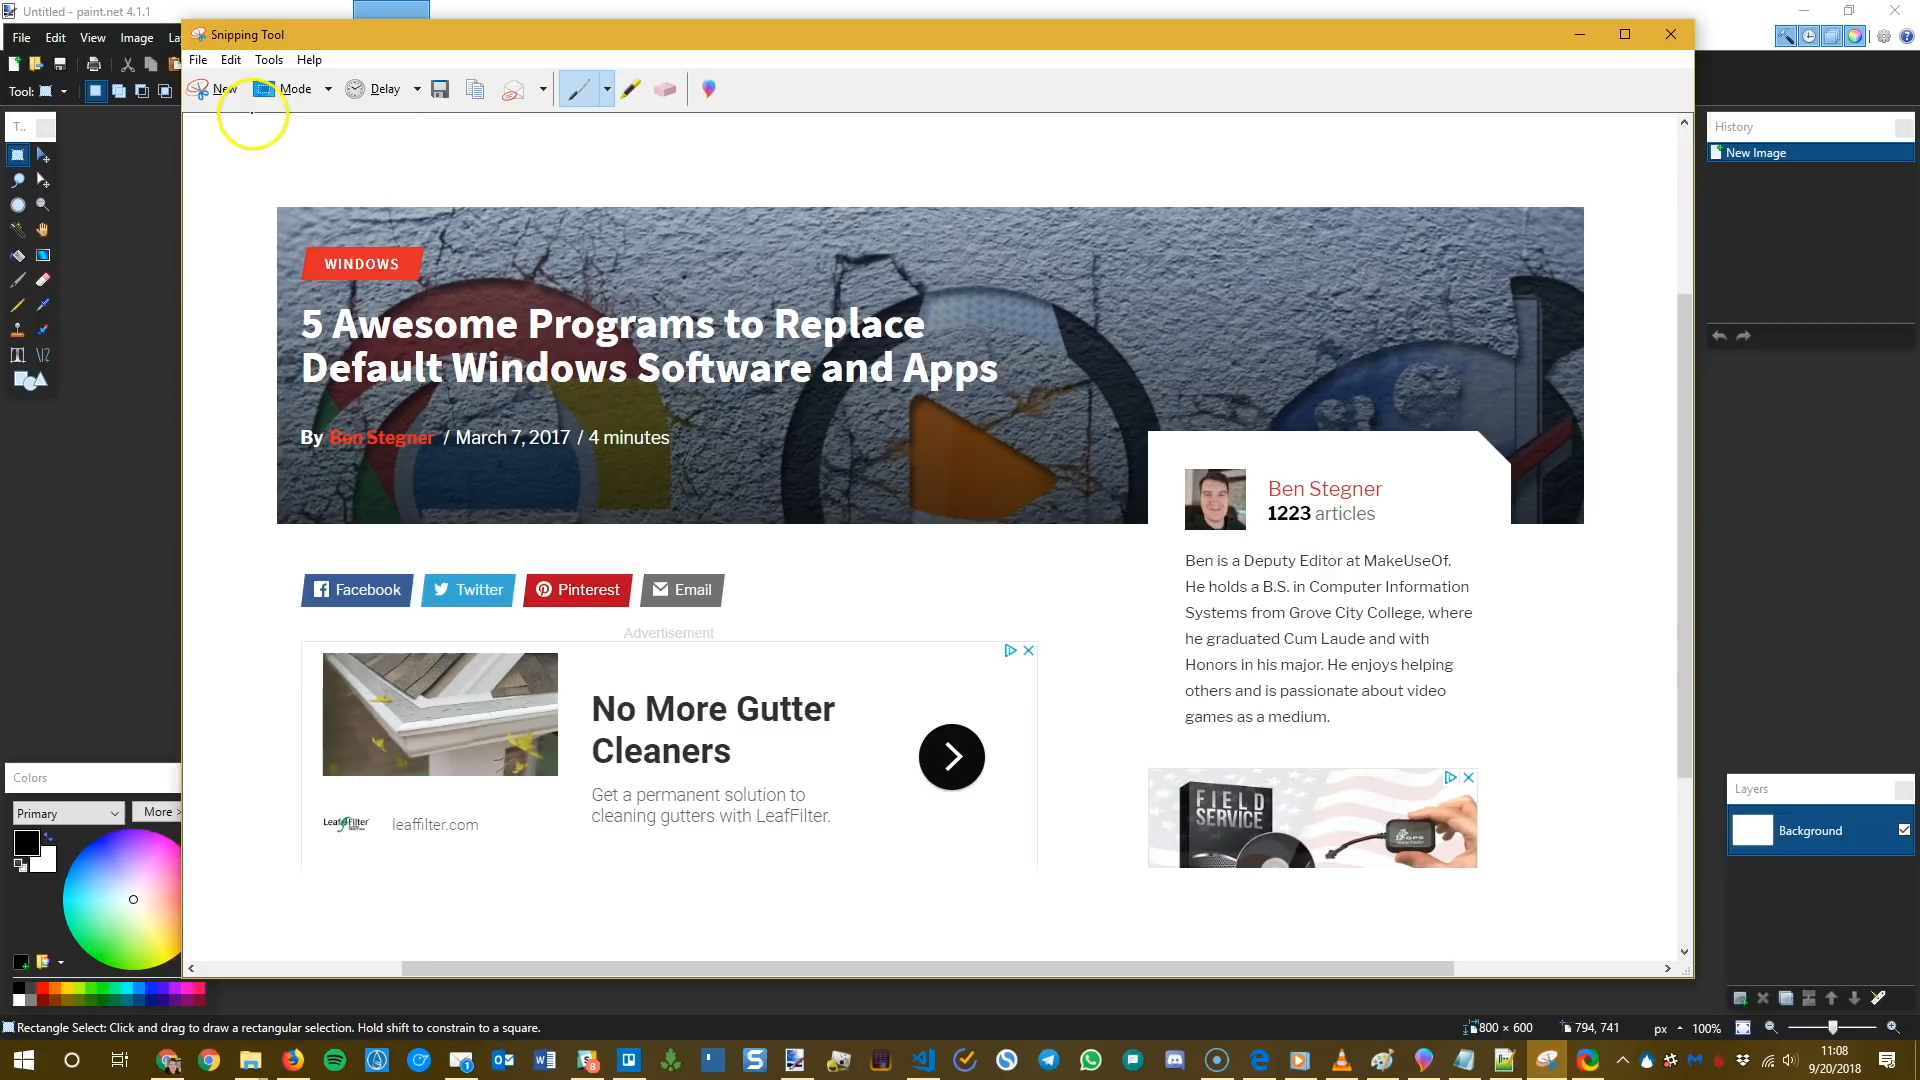 Untitled - paint.net 4.1.1
File Edit View Image La
Tool:
Snipping Tool
File Edit Tools Help
New Mode Delay
T..
History
New Image
WINDOWS
5 Awesome Programs to Replace
Default Windows Software and Apps
By Ben Stegner / March 7, 2017 / 4 minutes
Ben Stegner
1223 articles
Ben is a Deputy Editor at MakeUseOf.
He holds a B.S. in Computer Information
Systems from Grove City College, where
he graduated Cum Laude and with
Honors in his major. He enjoys helping
others and is passionate about video
games as a medium.
Facebook Twitter Pinterest Email
Advertisement
No More Gutter
Cleaners
Get a permanent solution to
cleaning gutters with LeafFilter.
LeafFilter leaffilter.com
FIELD
SERVICE
GPS
Colors
Primary
More >
Layers
Background
Rectangle Select: Click and drag to draw a rectangular selection. Hold shift to constrain to a square.
800 × 600 794, 741 px 100%
11:08
9/20/2018